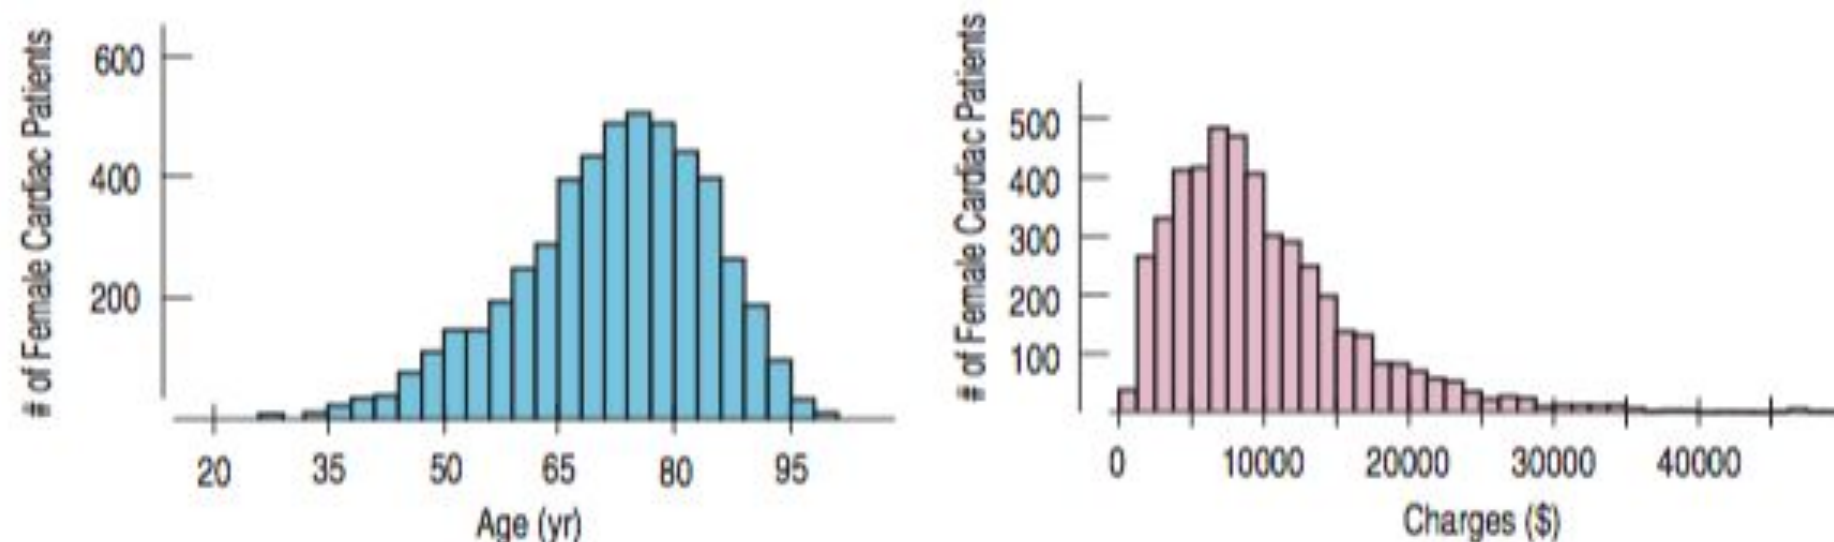 # of Female Cardiac Patients
600
400
200
20 35 50 65 80 95
Age (yr)
# of Female Cardiac Patients
500
400
300
200
100
0 10000 20000 30000 40000
Charges ($)